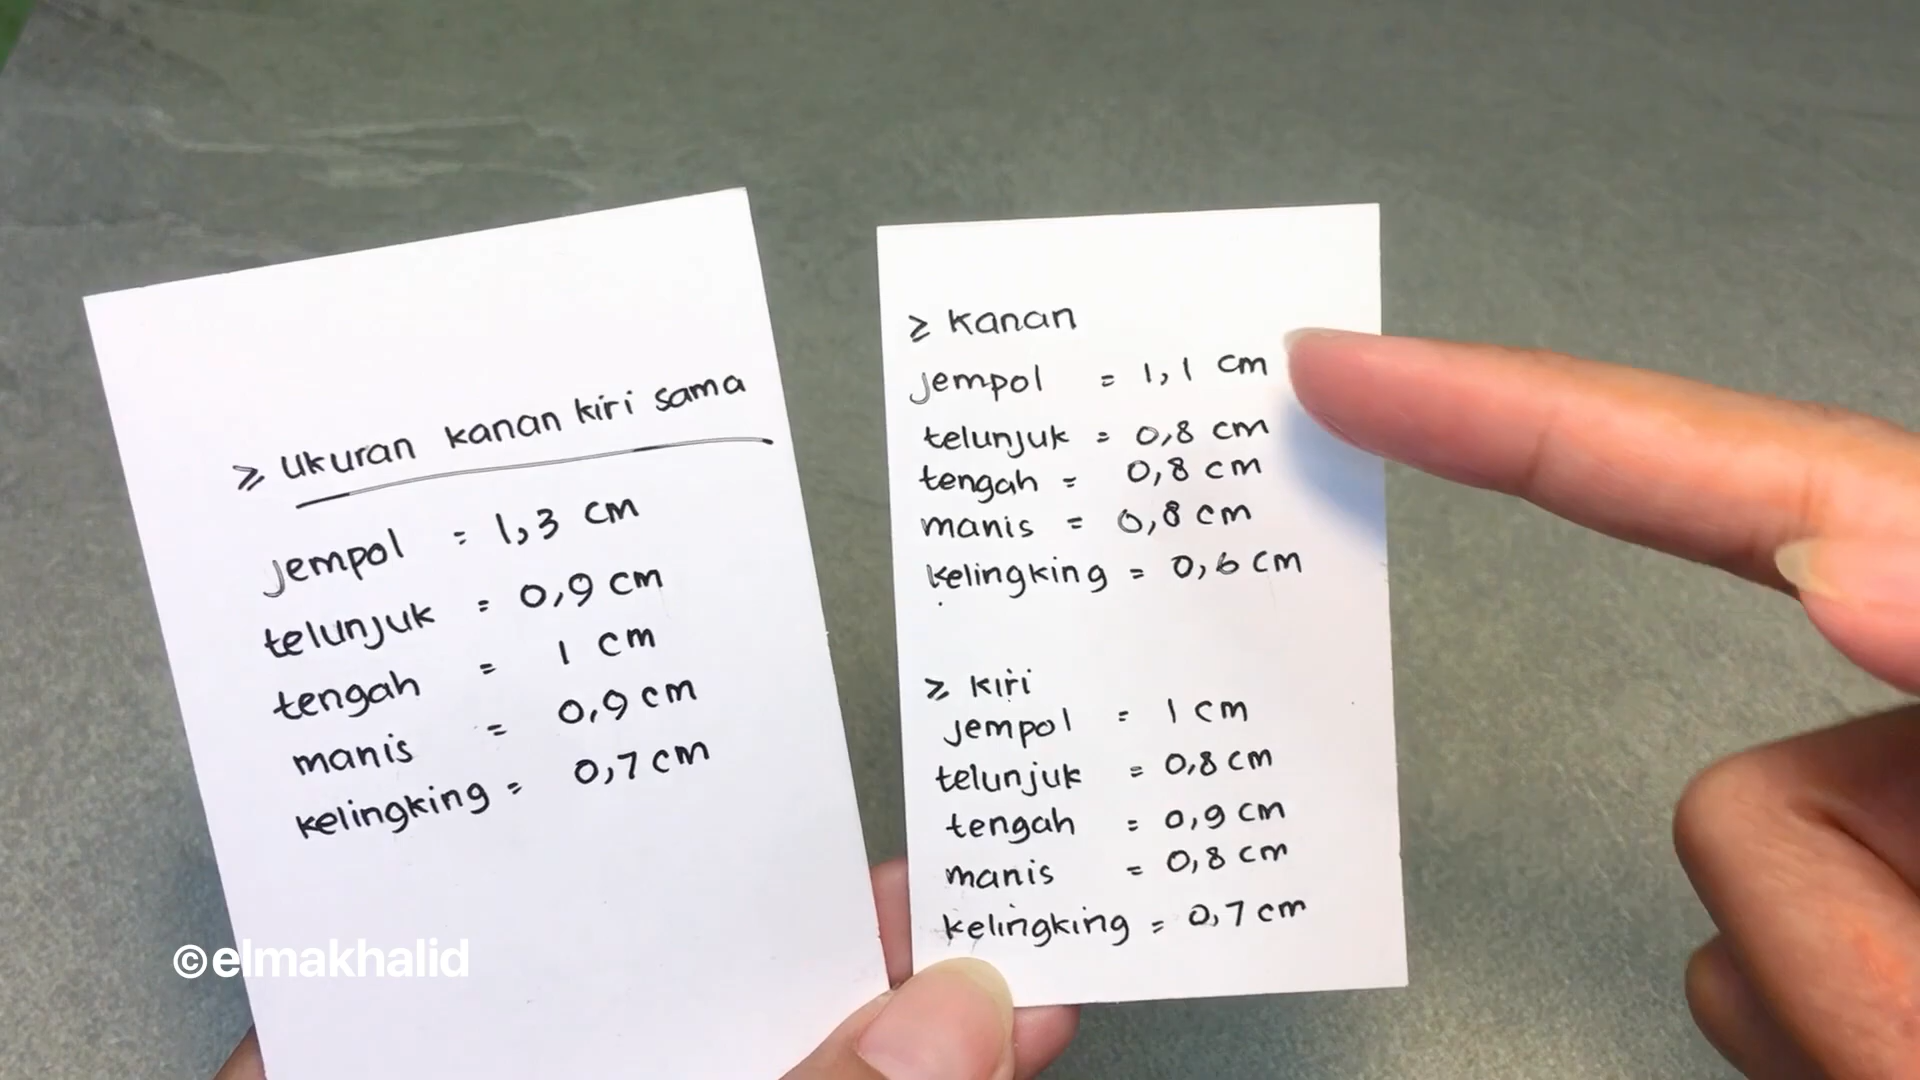 ⩾ Ukuran kanan kiri sama
jempol = 1,3 cm
telunjuk = 0,9 cm
tengah = 1 cm
manis = 0,9 cm
kelingking = 0,7 cm
⩾ Kanan
jempol = 1,1 cm
telunjuk = 0,8 cm
tengah = 0,8 cm
manis = 0,8 cm
kelingking = 0,6 cm
⩾ Kiri
jempol = 1 cm
telunjuk = 0,8 cm
tengah = 0,9 cm
manis = 0,8 cm
kelingking = 0,7 cm
©elmakhalid